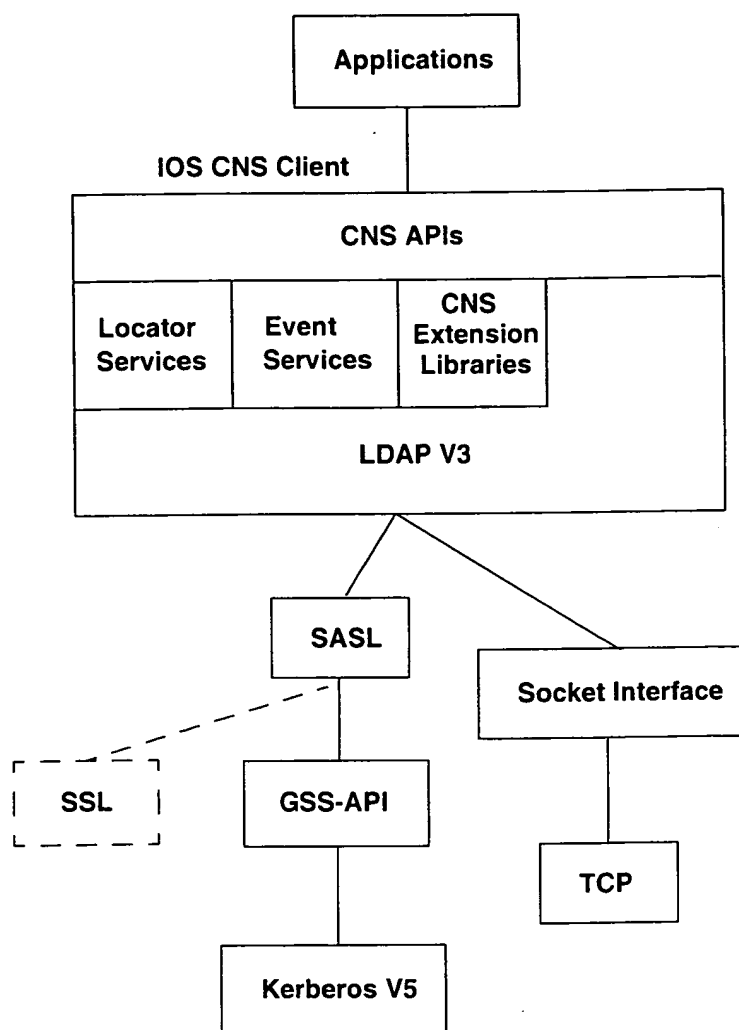 Applications
IOS CNS Client
CNS APIs
Locator
Services
Event
Services
CNS
Extension
Libraries
LDAP V3
SASL
Socket Interface
SSL
GSS-API
TCP
Kerberos V5